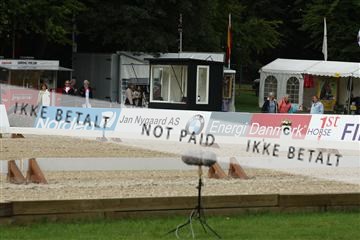 IKKE BETALT
NOT PAID
IKKE BETALT
Jan Nygaard AS
Energi Danmark
1st
HORSE